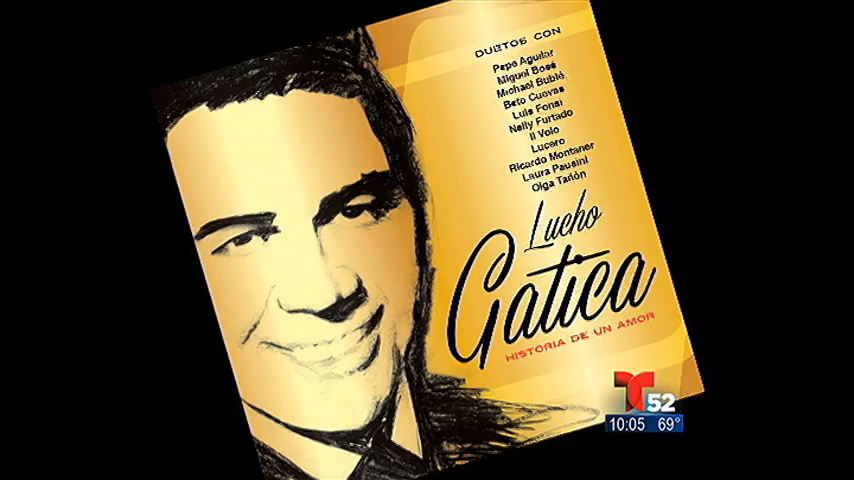 DUETOS CON
Pepe Aguilar
Miguel Bosé
Michael Bublé
Beto Cuevas
Luis Fonsi
Nelly Furtado
Il Volo
Lucero
Ricardo Montaner
Laura Pausini
Olga Tañón
Lucho
Gatica
HISTORIA DE UN AMOR
52
10:05 69°